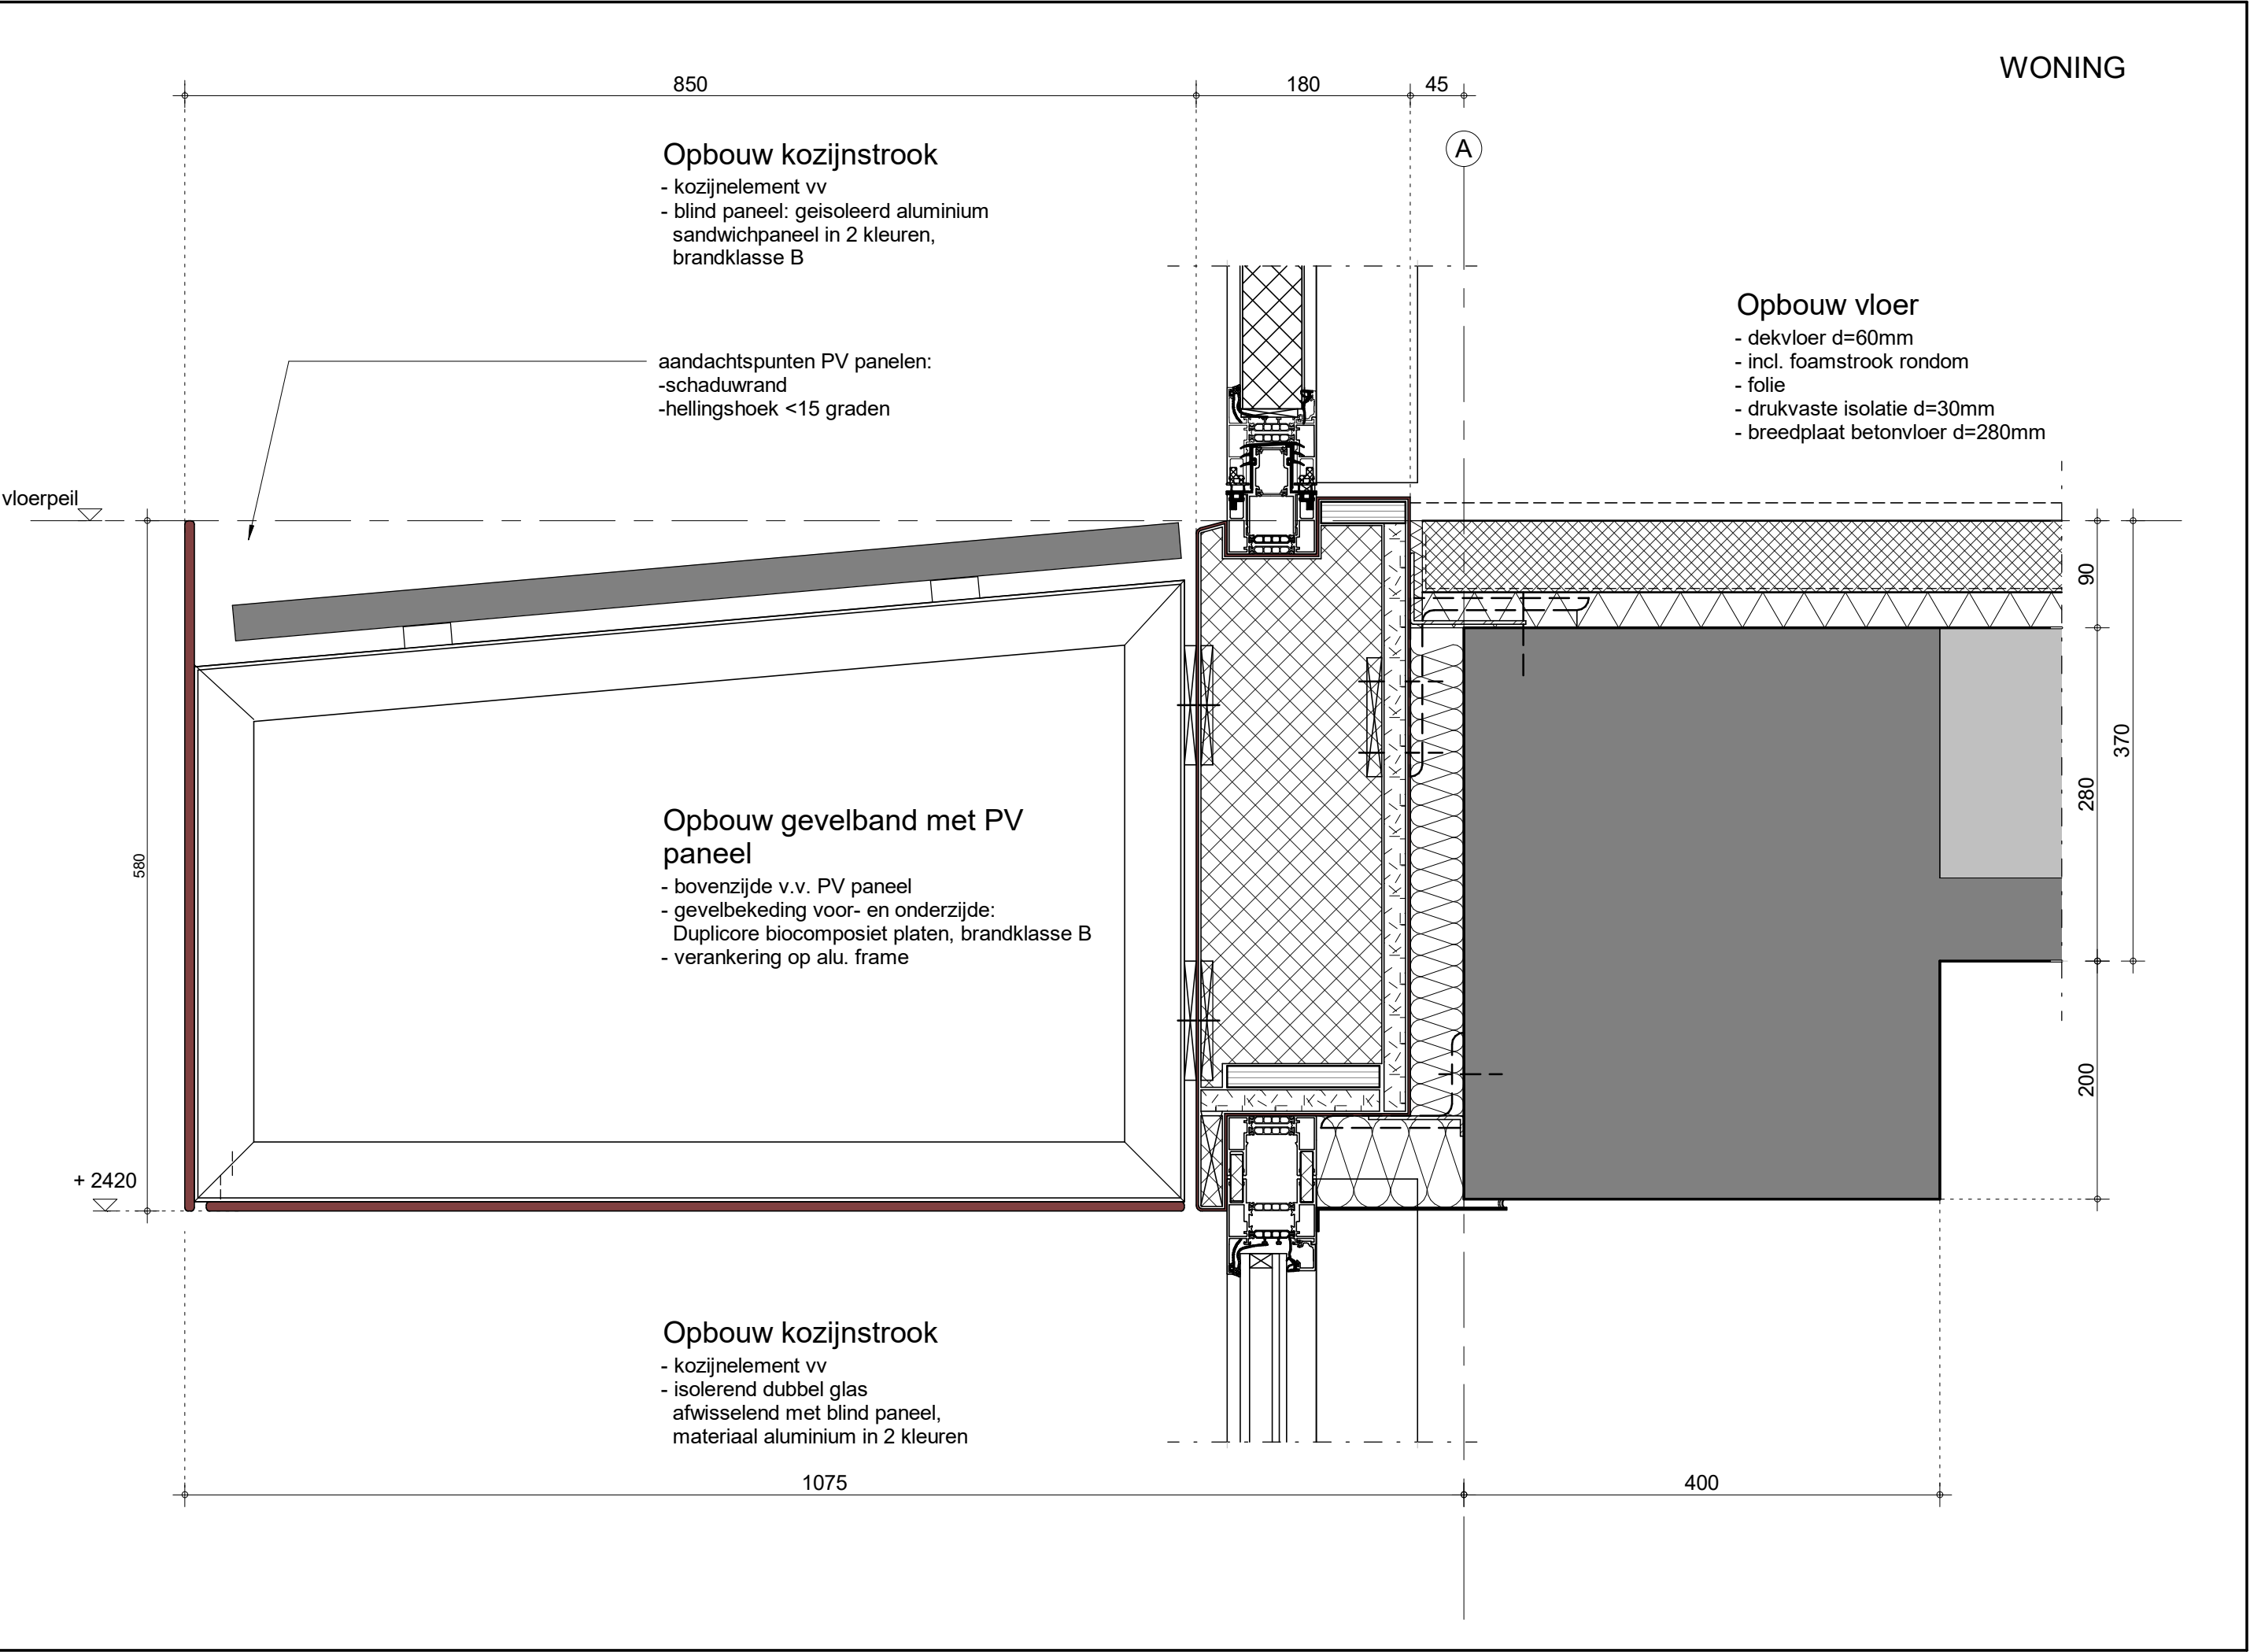 WONING
850
180
45
A
Opbouw kozijnstrook
- kozijnelement vv
- blind paneel: geisoleerd aluminium
sandwichpaneel in 2 kleuren,
brandklasse B
Opbouw vloer
- dekvloer d=60mm
- incl. foamstrook rondom
- folie
- drukvaste isolatie d=30mm
- breedplaat betonvloer d=280mm
aandachtspunten PV panelen:
-schaduwrand
-hellingshoek <15 graden
vloerpeil
90
370
280
580
200
Opbouw gevelband met PV
paneel
- bovenzijde v.v. PV paneel
- gevelbekeding voor- en onderzijde:
Duplicore biocomposiet platen, brandklasse B
- verankering op alu. frame
+ 2420
Opbouw kozijnstrook
- kozijnelement vv
- isolerend dubbel glas
afwisselend met blind paneel,
materiaal aluminium in 2 kleuren
1075
400